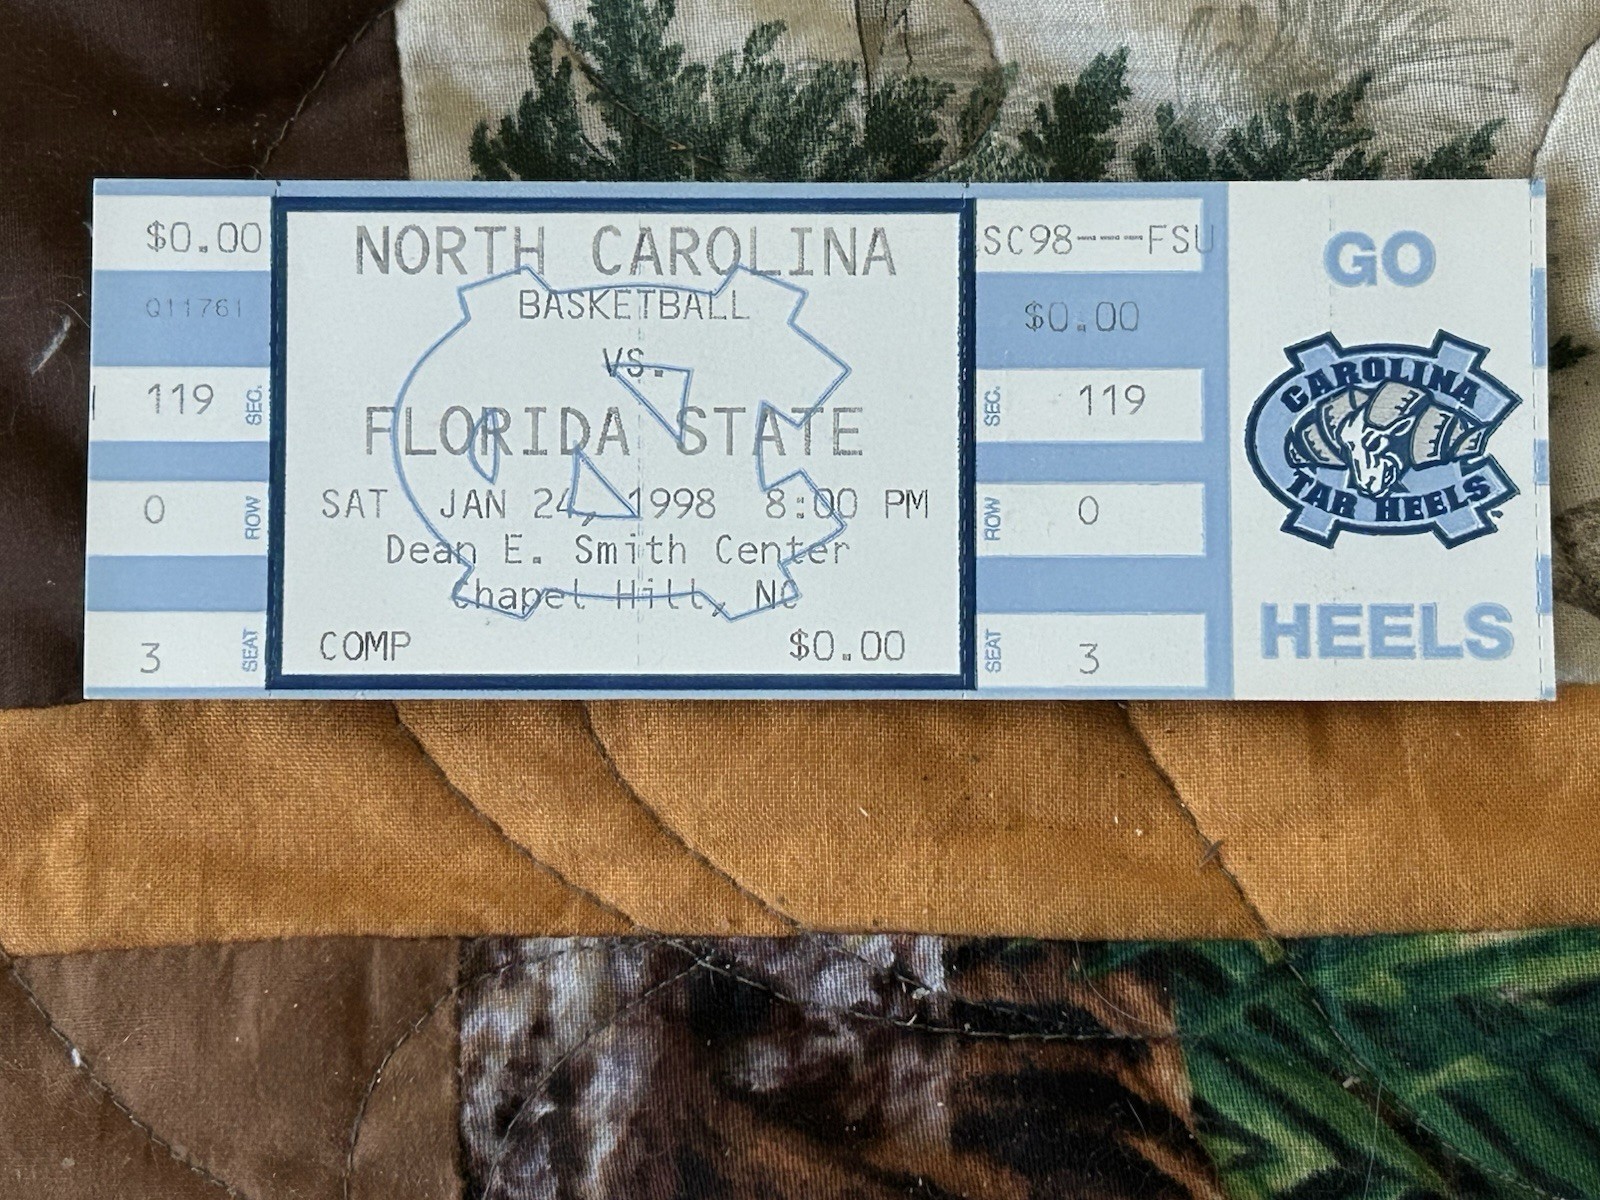 $0.00
Q11761
119 SEC.
0 ROW
3 SEAT
NORTH CAROLINA
BASKETBALL
VS.
FLORIDA STATE
SAT JAN 24, 1998 8:00 PM
Dean E. Smith Center
Chapel Hill, NC
COMP $0.00
SC98---FSU
$0.00
SEC. 119
ROW 0
SEAT 3
GO
CAROLINA
TAR HEELS
HEELS